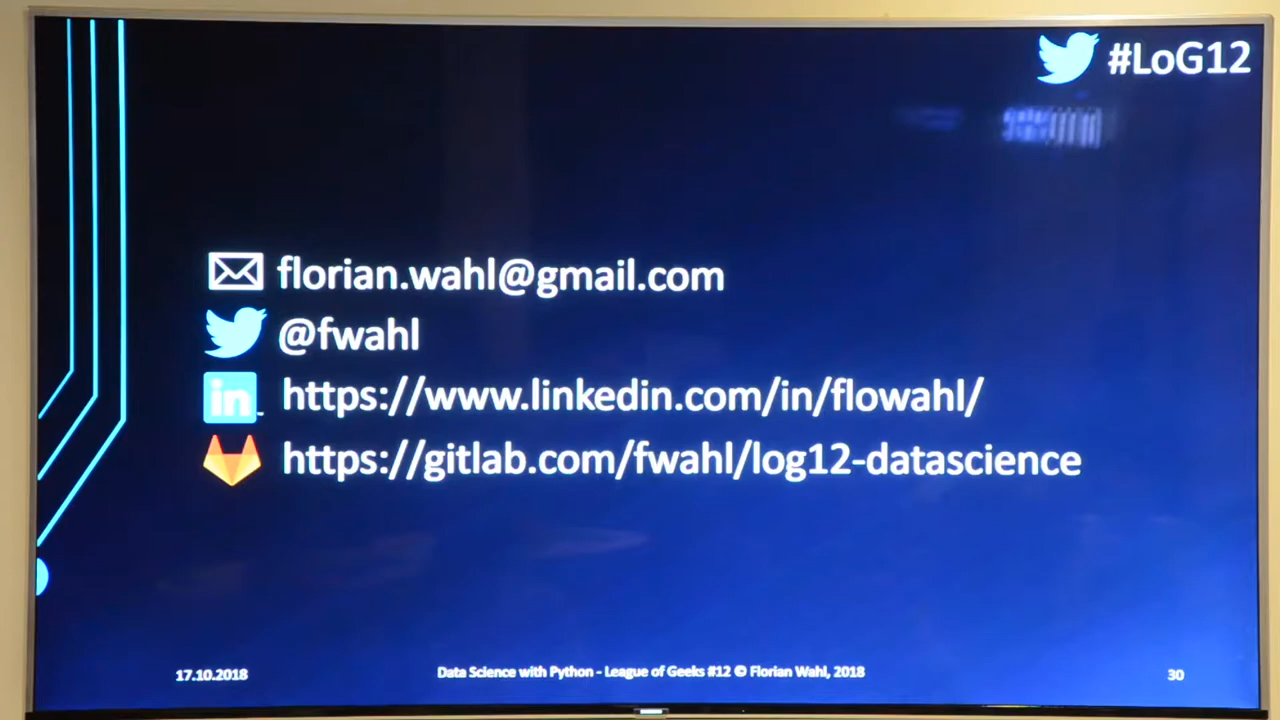 #LoG12
florian.wahl@gmail.com
@fwahl
in
https://www.linkedin.com/in/flowahl/
https://gitlab.com/fwahl/log12-datascience
17.10.2018
Data Science with Python - League of Geeks #12 © Florian Wahl, 2018
30